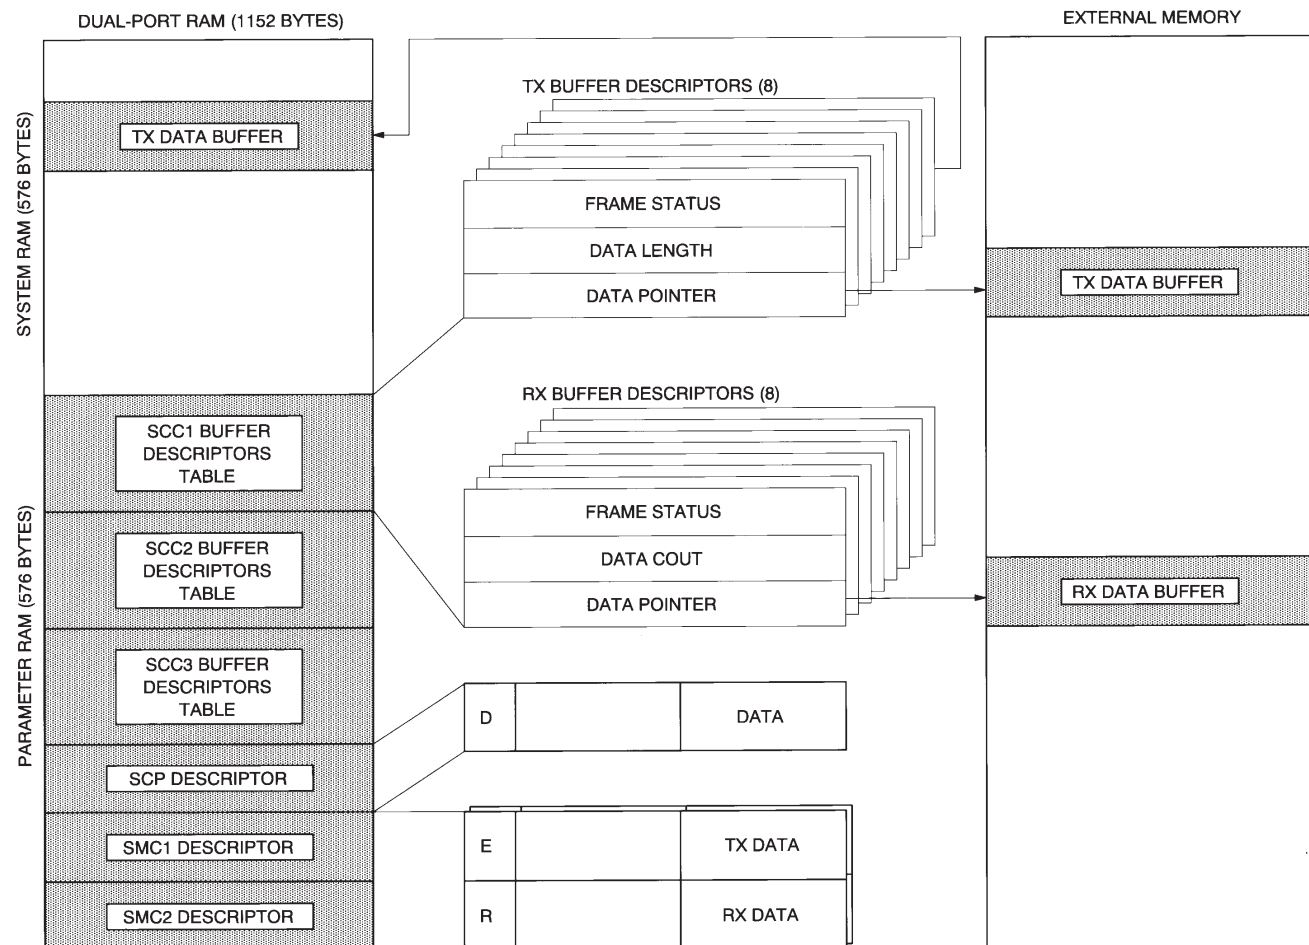 DUAL-PORT RAM (1152 BYTES)
EXTERNAL MEMORY
SYSTEM RAM (576 BYTES)
PARAMETER RAM (576 BYTES)
TX DATA BUFFER
SCC1 BUFFER
DESCRIPTORS
TABLE
SCC2 BUFFER
DESCRIPTORS
TABLE
SCC3 BUFFER
DESCRIPTORS
TABLE
SCP DESCRIPTOR
SMC1 DESCRIPTOR
SMC2 DESCRIPTOR
TX BUFFER DESCRIPTORS (8)
FRAME STATUS
DATA LENGTH
DATA POINTER
RX BUFFER DESCRIPTORS (8)
FRAME STATUS
DATA COUT
DATA POINTER
D DATA
E TX DATA
R RX DATA
TX DATA BUFFER
RX DATA BUFFER